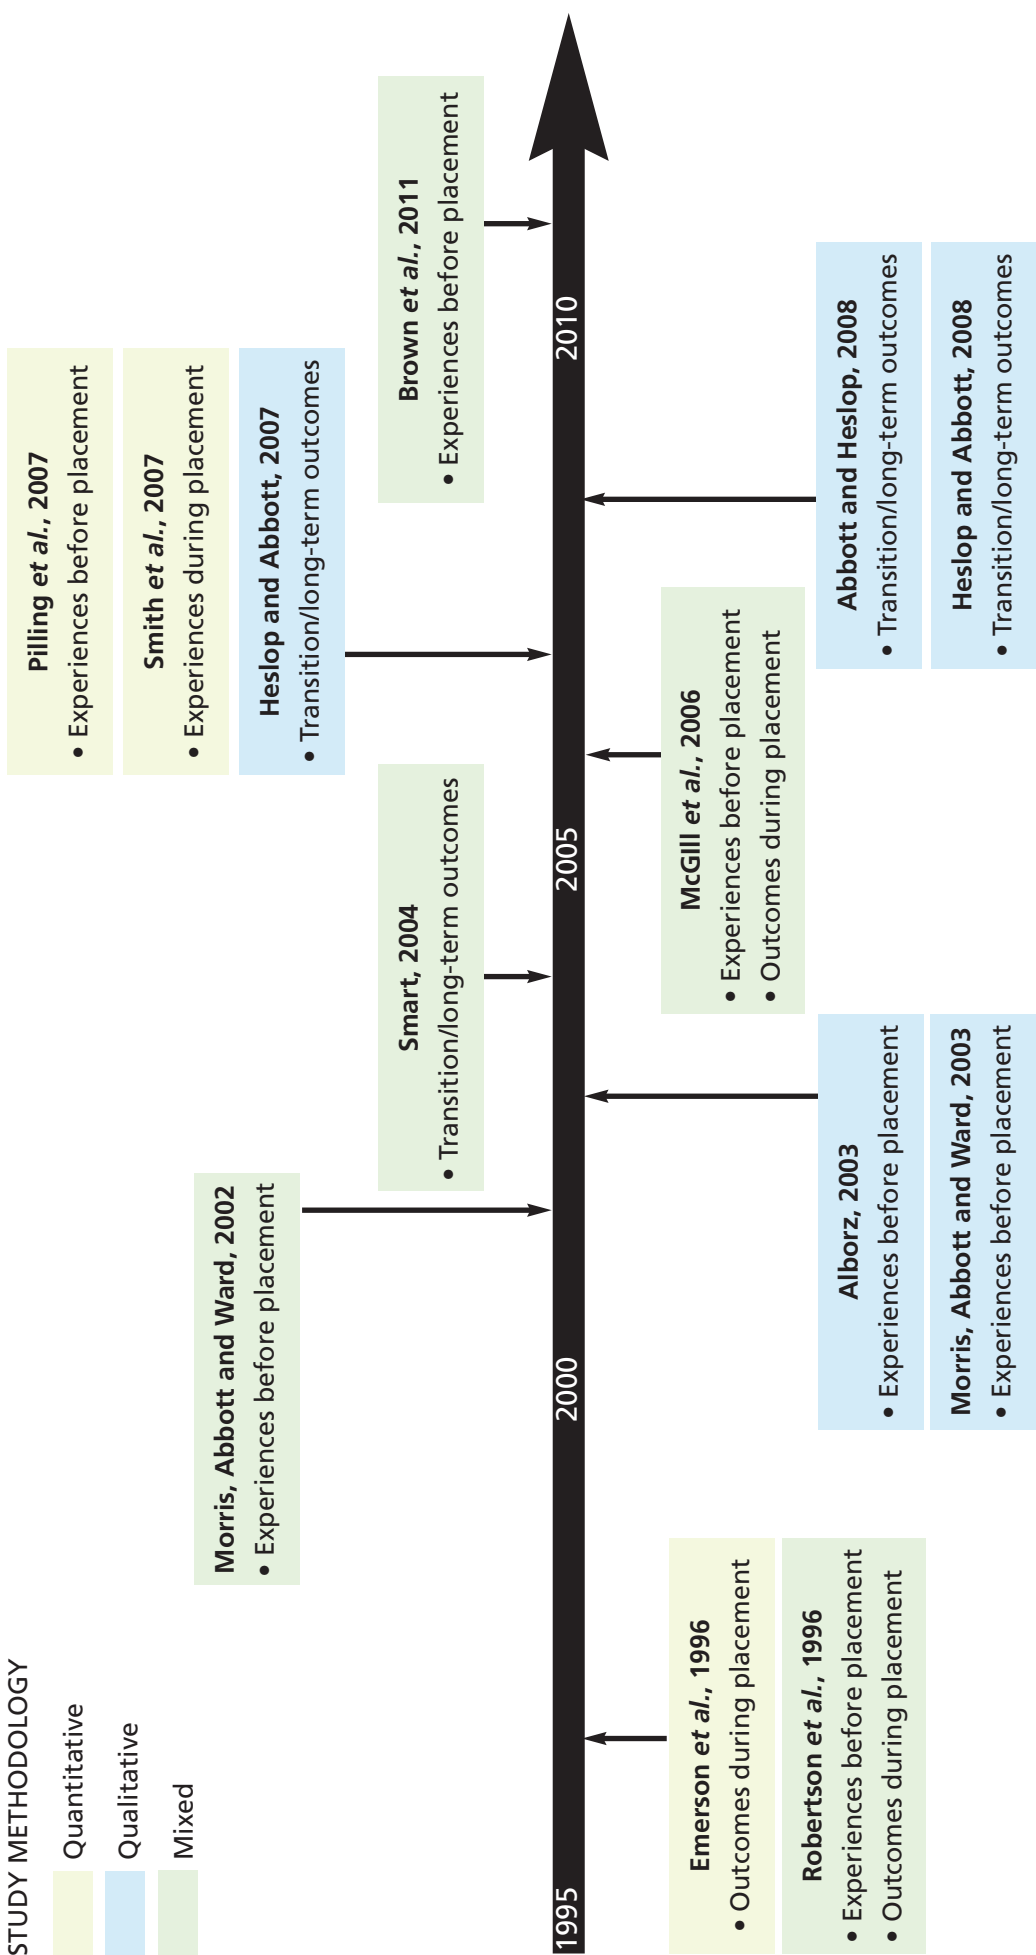 STUDY METHODOLOGY
Quantitative
Qualitative
Mixed
Pilling et al., 2007
• Experiences before placement
Smith et al., 2007
• Experiences during placement
Heslop and Abbott, 2007
• Transition/long-term outcomes
Morris, Abbott and Ward, 2002
• Experiences before placement
Smart, 2004
• Transition/long-term outcomes
Brown et al., 2011
• Experiences before placement
1995
2000
2005
2010
Emerson et al., 1996
• Outcomes during placement
Robertson et al., 1996
• Experiences before placement
• Outcomes during placement
Alborz, 2003
• Experiences before placement
Morris, Abbott and Ward, 2003
• Experiences before placement
McGIll et al., 2006
• Experiences before placement
• Outcomes during placement
Abbott and Heslop, 2008
• Transition/long-term outcomes
Heslop and Abbott, 2008
• Transition/long-term outcomes